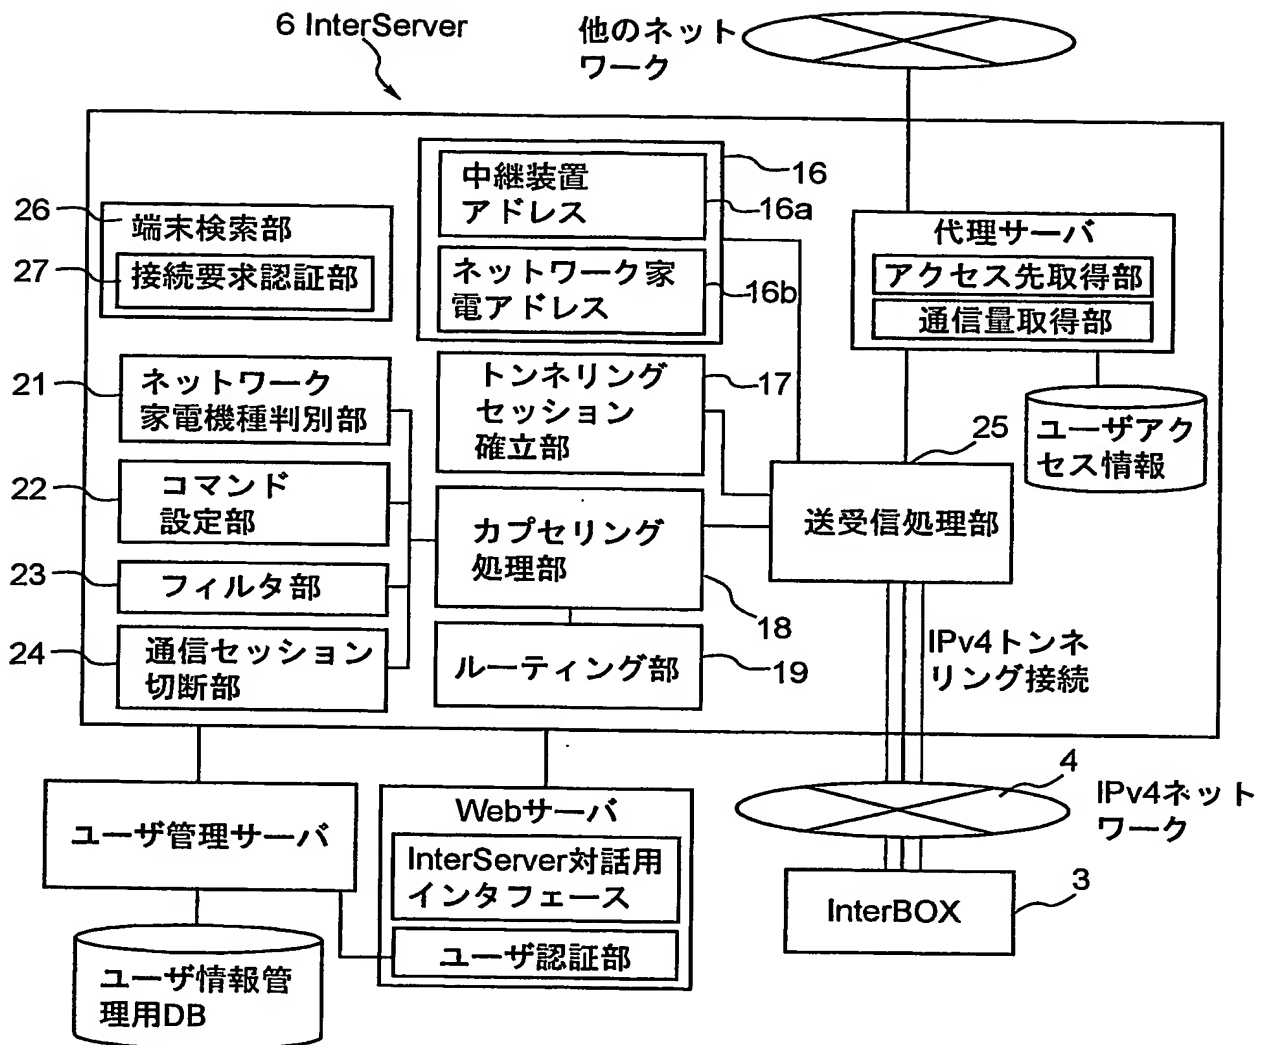 6 InterServer
他のネット
ワーク
16
中継装置
アドレス
16a
ネットワーク家
電アドレス
16b
26
端末検索部
27
接続要求認証部
代理サーバ
アクセス先取得部
通信量取得部
21
ネットワーク
家電機種判別部
トンネリング
セッション
確立部
17
25
ユーザアク
セス情報
22
コマンド
設定部
カプセリング
処理部
18
送受信処理部
23
フィルタ部
24
通信セッション
切断部
ルーティング部
19
IPv4トンネ
リング接続
4
IPv4ネット
ワーク
ユーザ管理サーバ
Webサーバ
InterServer対話用
インタフェース
ユーザ認証部
InterBOX
3
ユーザ情報管
理用DB